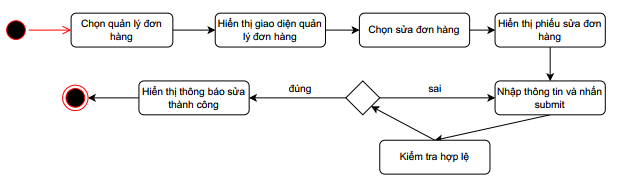 Chọn quản lý đơn
hàng
Hiển thị giao diện quản
lý đơn hàng
Chọn sửa đơn hàng
Hiển thị phiếu sửa đơn
hàng
Hiển thị thông báo sửa
thành công
đúng
sai
Nhập thông tin và nhấn
submit
Kiểm tra hợp lệ